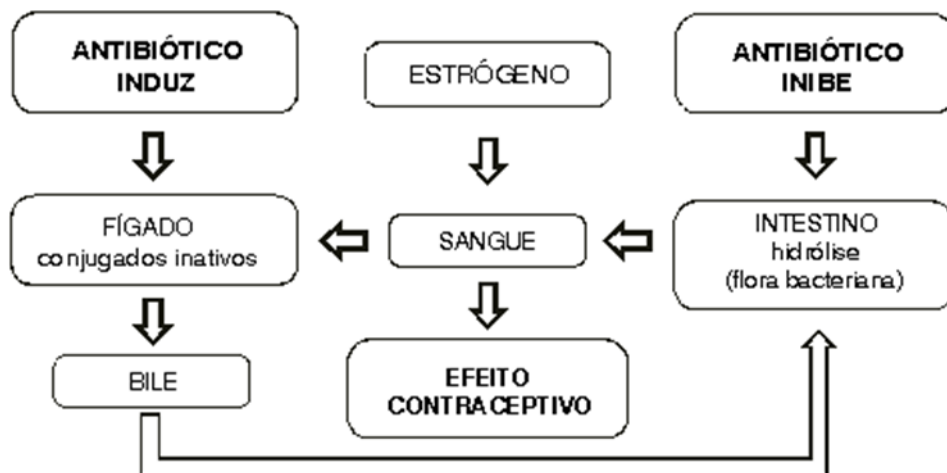 ANTIBIÓTICO
INDUZ
ESTRÓGENO
ANTIBIÓTICO
INIBE
FÍGADO
conjugados inativos
SANGUE
INTESTINO
hidrólise
(flora bacteriana)
BILE
EFEITO
CONTRACEPTIVO